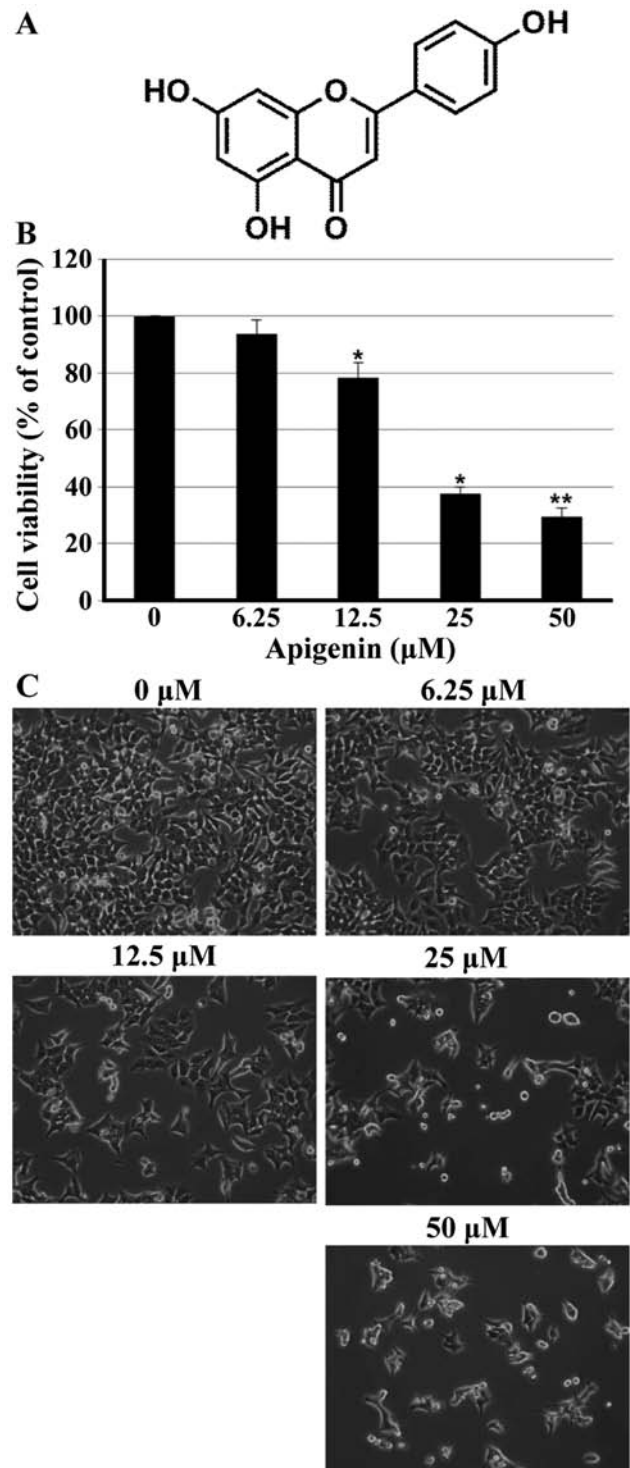 A
OH
HO
O
OH
O
B
120
100
80
60
40
20
0
Cell viability (% of control)
*
*
**
0 6.25 12.5 25 50
Apigenin (μM)
C
0 μM 6.25 μM
12.5 μM 25 μM
50 μM